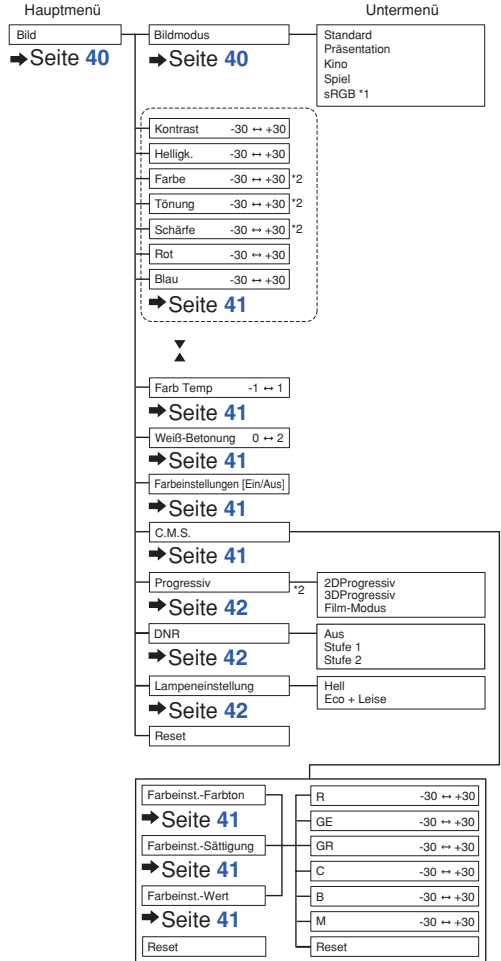 Hauptmenü
Untermenü
Bild
➡Seite 40
Bildmodus
➡Seite 40
Standard
Präsentation
Kino
Spiel
sRGB *1
Kontrast -30 ↔ +30
Helligk. -30 ↔ +30
Farbe -30 ↔ +30 *2
Tönung -30 ↔ +30 *2
Schärfe -30 ↔ +30 *2
Rot -30 ↔ +30
Blau -30 ↔ +30
➡Seite 41
Farb Temp -1 ↔ 1
➡Seite 41
Weiß-Betonung 0 ↔ 2
➡Seite 41
Farbeinstellungen [Ein/Aus]
➡Seite 41
C.M.S.
➡Seite 41
Progressiv *2
➡Seite 42
2DProgressiv
3DProgressiv
Film-Modus
DNR
➡Seite 42
Aus
Stufe 1
Stufe 2
Lampeneinstellung
➡Seite 42
Hell
Eco + Leise
Reset
Farbeinst.-Farbton
➡Seite 41
Farbeinst.-Sättigung
➡Seite 41
Farbeinst.-Wert
➡Seite 41
Reset
R -30 ↔ +30
GE -30 ↔ +30
GR -30 ↔ +30
C -30 ↔ +30
B -30 ↔ +30
M -30 ↔ +30
Reset